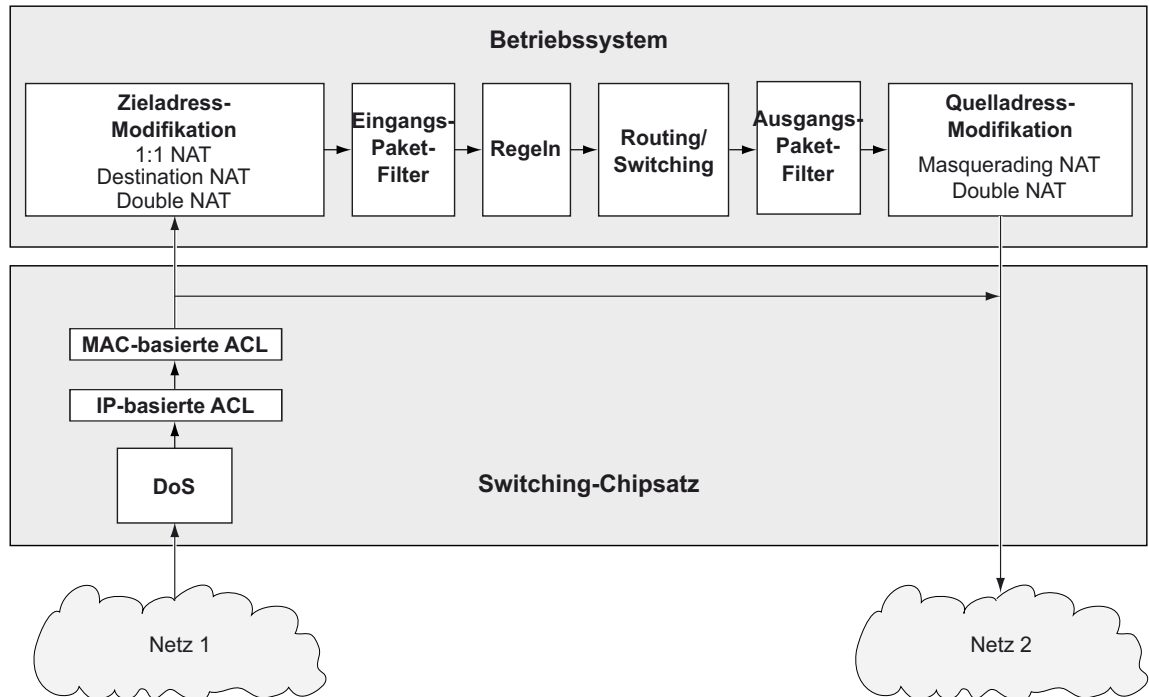 Betriebssystem
Zieladress-
Modifikation
1:1 NAT
Destination NAT
Double NAT
Eingangs-
Paket-
Filter
Regeln
Routing/
Switching
Ausgangs-
Paket-
Filter
Quelladress-
Modifikation
Masquerading NAT
Double NAT
MAC-basierte ACL
IP-basierte ACL
DoS
Switching-Chipsatz
Netz 1
Netz 2